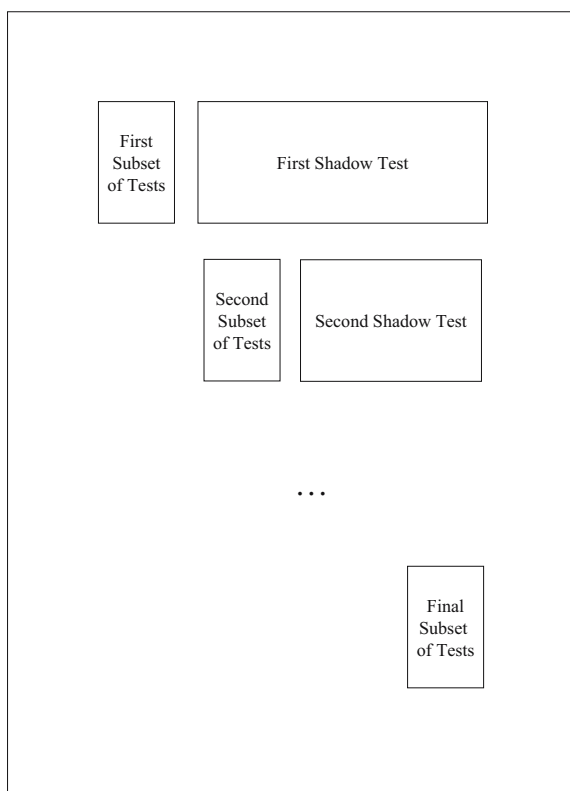 First
Subset
of Tests
First Shadow Test
Second
Subset
of Tests
Second Shadow Test
...
Final
Subset
of Tests